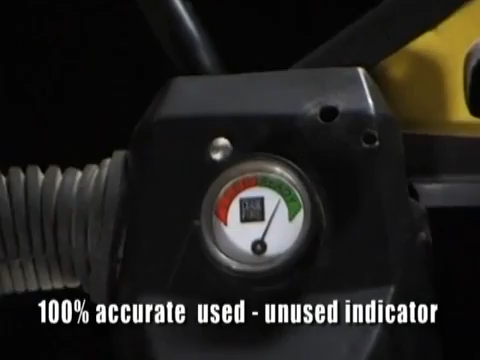 100% accurate used - unused indicator